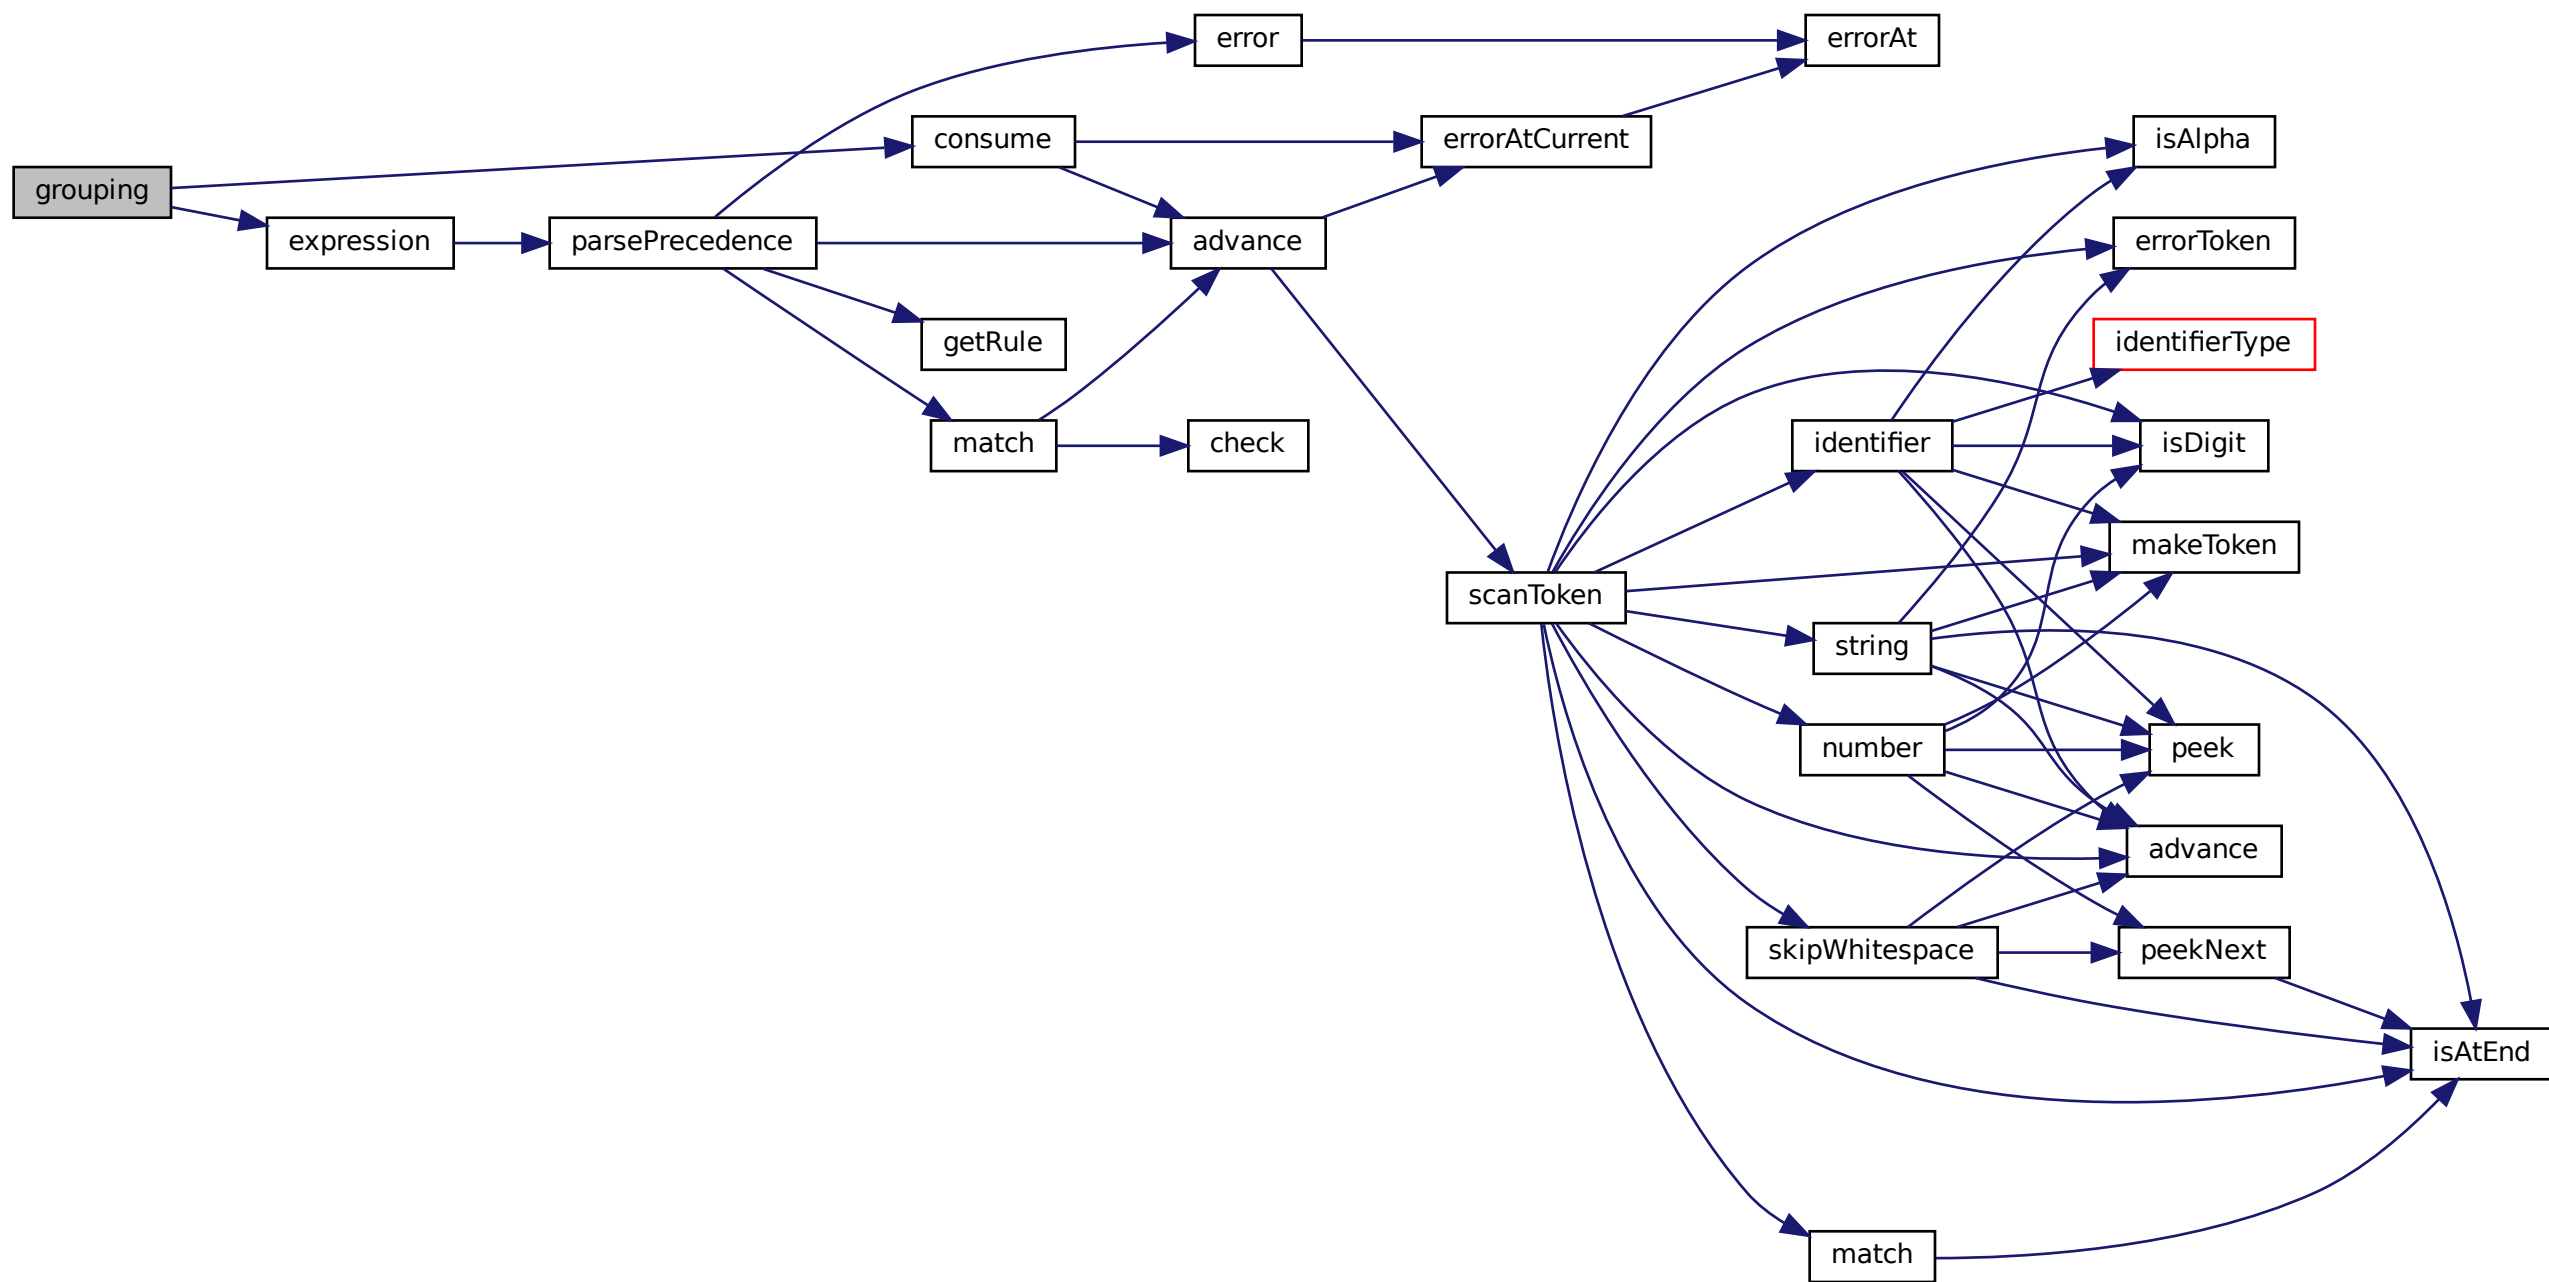 grouping
expression
parsePrecedence
error
consume
getRule
match
advance
check
errorAtCurrent
errorAt
scanToken
identifier
string
number
skipWhitespace
match
isAlpha
errorToken
identifierType
isDigit
makeToken
peek
advance
peekNext
isAtEnd